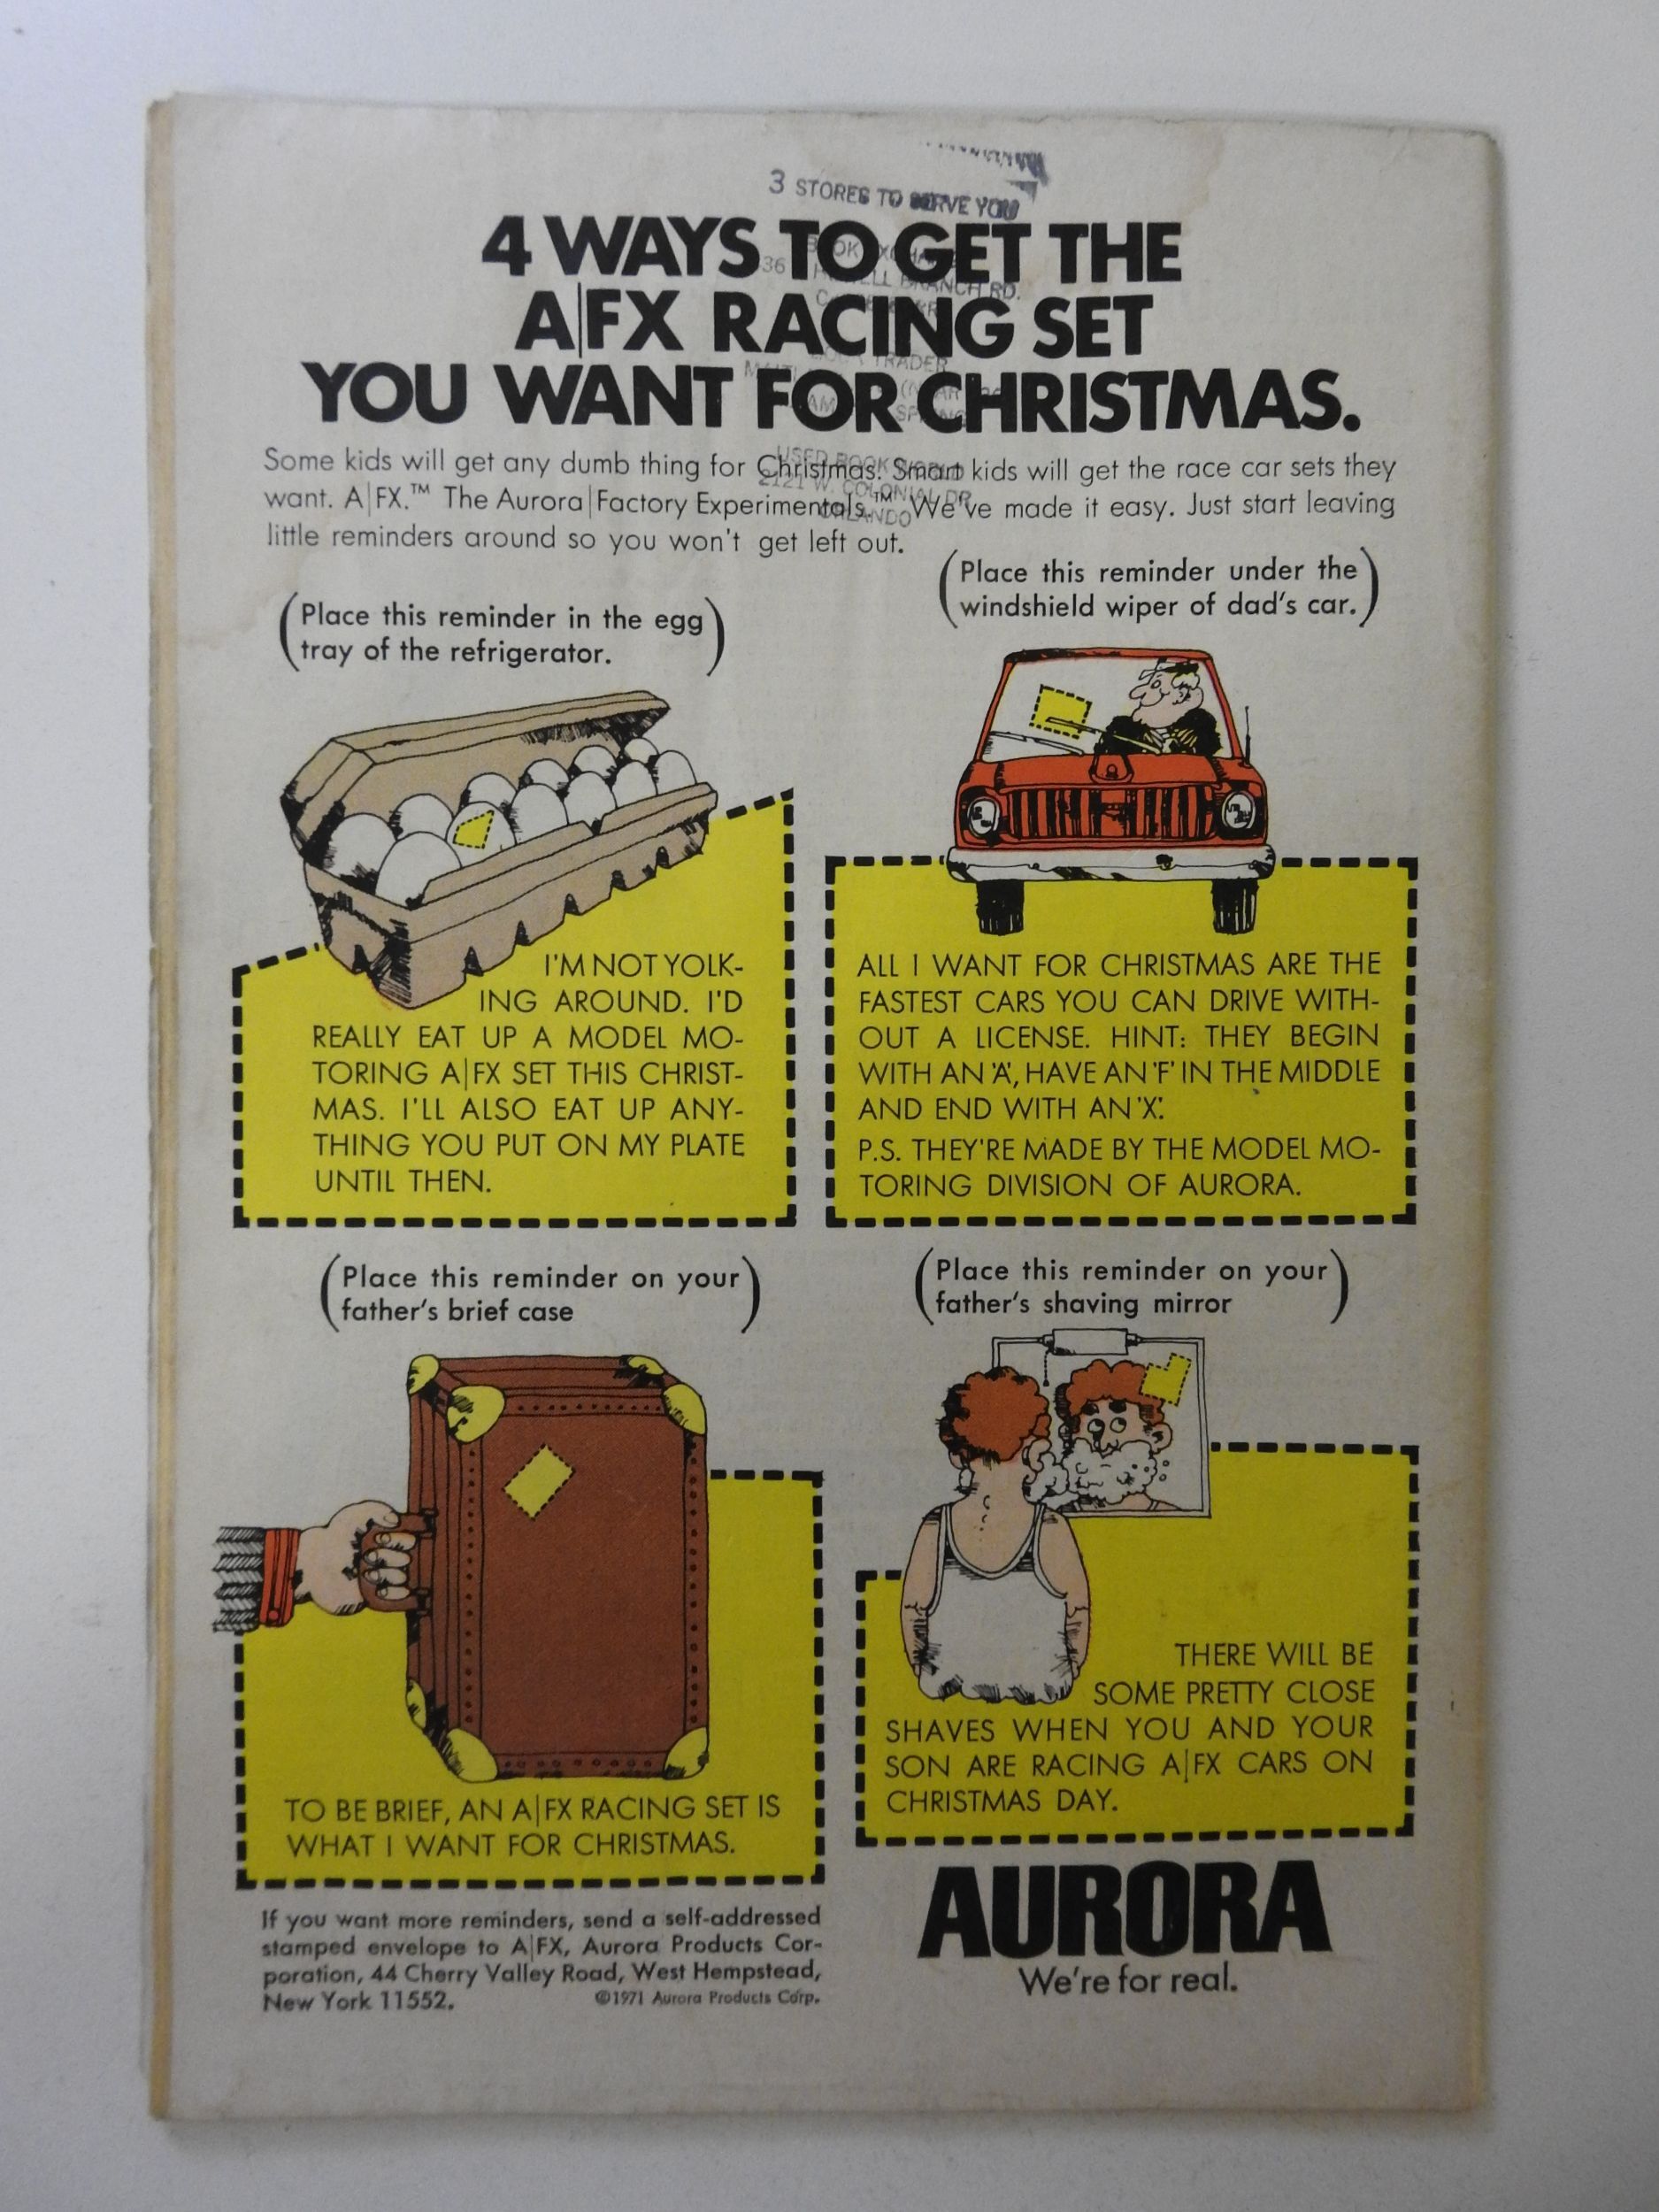 3 STORES TO SERVE YOU
4 WAYS TO GET THE
A|FX RACING SET
YOU WANT FOR CHRISTMAS.
BRANCH RD.
TRADER
USED BOOK WORLD
2121 W. COLONIAL DR.
ORLANDO
Some kids will get any dumb thing for Christmas. Smart kids will get the race car sets they
want. A|FX.™ The Aurora|Factory Experimentals.™ We've made it easy. Just start leaving
little reminders around so you won't get left out.
(Place this reminder in the egg
tray of the refrigerator.)
I'M NOT YOLK-
ING AROUND. I'D
REALLY EAT UP A MODEL MO-
TORING A|FX SET THIS CHRIST-
MAS. I'LL ALSO EAT UP ANY-
THING YOU PUT ON MY PLATE
UNTIL THEN.
(Place this reminder under the
windshield wiper of dad's car.)
ALL I WANT FOR CHRISTMAS ARE THE
FASTEST CARS YOU CAN DRIVE WITH-
OUT A LICENSE. HINT: THEY BEGIN
WITH AN 'A', HAVE AN 'F' IN THE MIDDLE
AND END WITH AN 'X'.
P.S. THEY'RE MADE BY THE MODEL MO-
TORING DIVISION OF AURORA.
(Place this reminder on your
father's brief case)
TO BE BRIEF, AN A|FX RACING SET IS
WHAT I WANT FOR CHRISTMAS.
(Place this reminder on your
father's shaving mirror)
THERE WILL BE
SOME PRETTY CLOSE
SHAVES WHEN YOU AND YOUR
SON ARE RACING A|FX CARS ON
CHRISTMAS DAY.
If you want more reminders, send a self-addressed
stamped envelope to A|FX, Aurora Products Cor-
poration, 44 Cherry Valley Road, West Hempstead,
New York 11552. ©1971 Aurora Products Corp.
AURORA
We're for real.